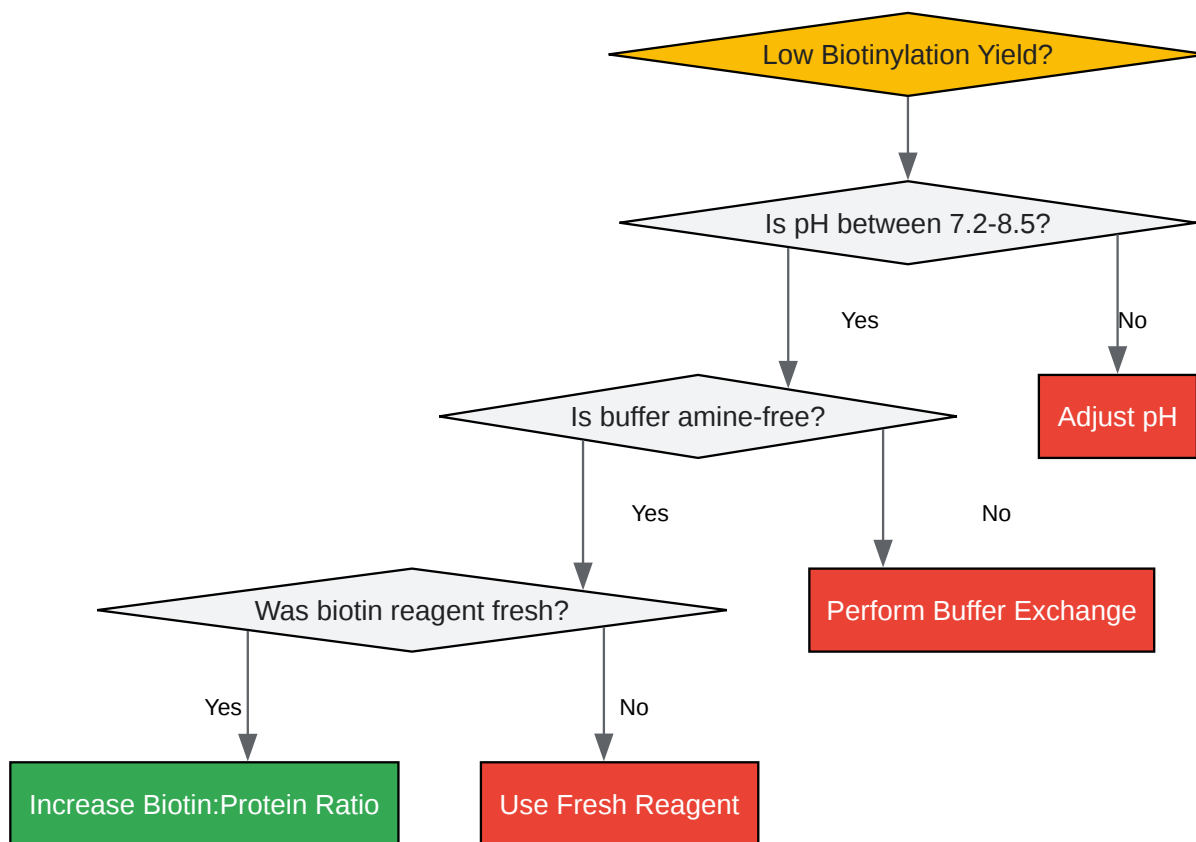 Low Biotinylation Yield?
Is pH between 7.2-8.5?
Yes
No
Is buffer amine-free?
Adjust pH
Yes
No
Was biotin reagent fresh?
Perform Buffer Exchange
Yes
No
Increase Biotin:Protein Ratio
Use Fresh Reagent